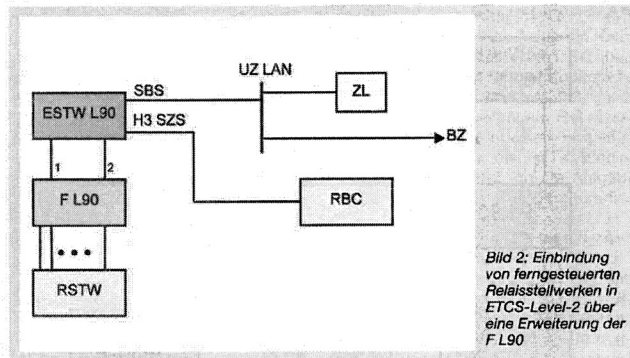 UZ LAN
SBS
ZL
ESTW L90
H3 SZS
BZ
1 2
F L90
RBC
RSTW
Bild 2: Einbindung
von ferngesteuerten
Relaisstellwerken in
ETCS-Level-2 über
eine Erweiterung der
F L90